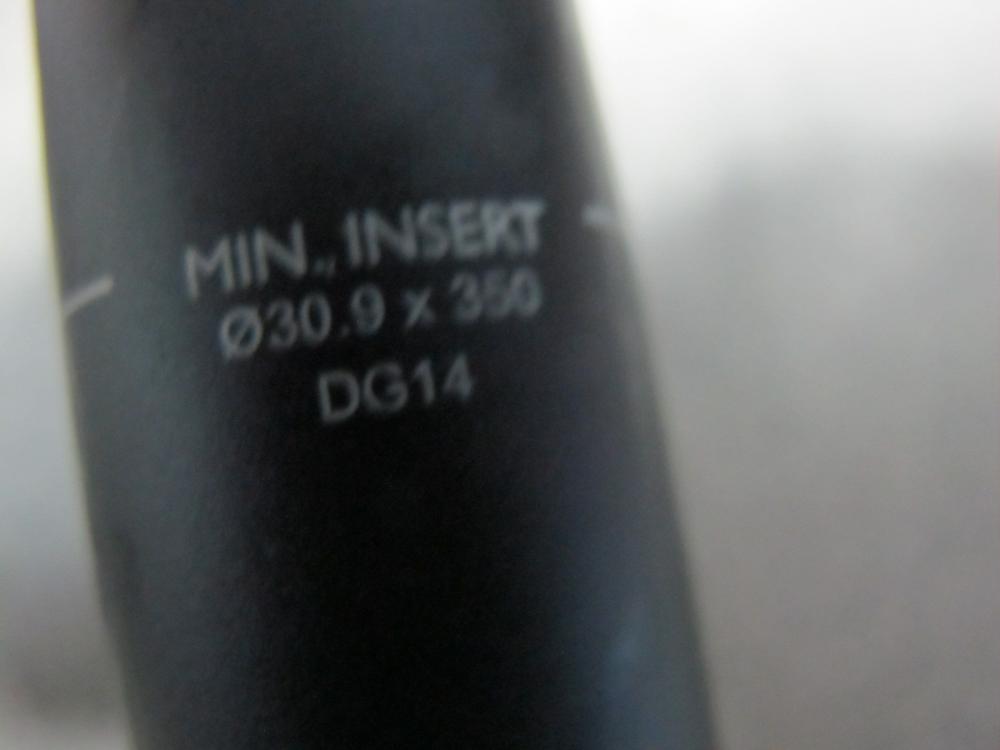 MIN., INSERT
Ø30.9 x 350
DG14